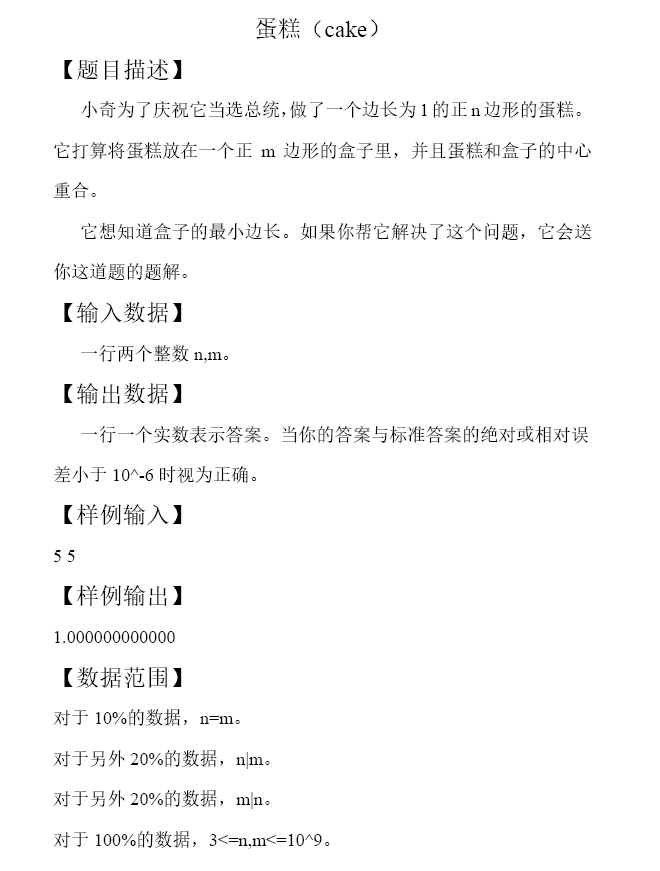 蛋糕（cake）
【题目描述】
小奇为了庆祝它当选总统，做了一个边长为 1 的正 n 边形的蛋糕。
它打算将蛋糕放在一个正 m 边形的盒子里，并且蛋糕和盒子的中心
重合。
它想知道盒子的最小边长。如果你帮它解决了这个问题，它会送
你这道题的题解。
【输入数据】
一行两个整数 n,m。
【输出数据】
一行一个实数表示答案。当你的答案与标准答案的绝对或相对误
差小于 10^-6 时视为正确。
【样例输入】
5 5
【样例输出】
1.000000000000
【数据范围】
对于 10%的数据，n=m。
对于另外 20%的数据，n|m。
对于另外 20%的数据，m|n。
对于 100%的数据，3<=n,m<=10^9。